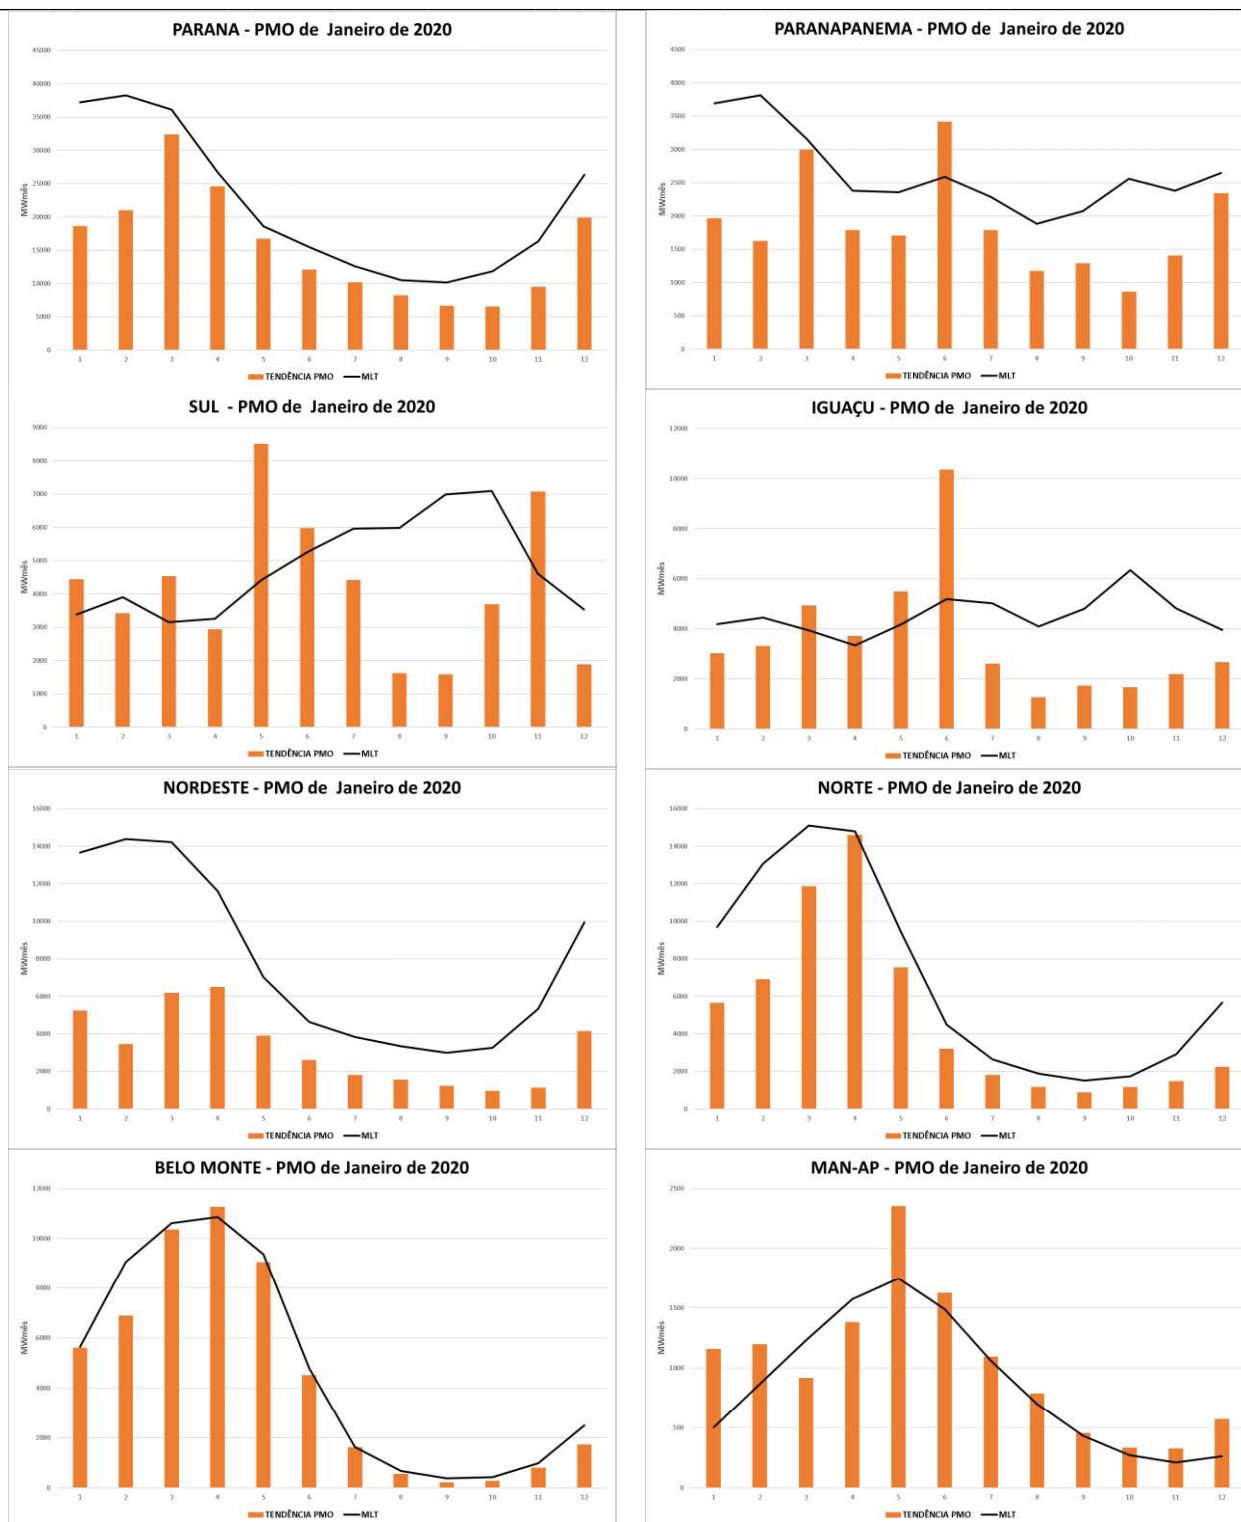 PARANA - PMO de Janeiro de 2020
45000
40000
35000
30000
25000
20000
15000
10000
5000
0
MWmês
1 2 3 4 5 6 7 8 9 10 11 12
TENDÊNCIA PMO MLT
PARANAPANEMA - PMO de Janeiro de 2020
4500
4000
3500
3000
2500
2000
1500
1000
500
0
MWmês
1 2 3 4 5 6 7 8 9 10 11 12
TENDÊNCIA PMO MLT
SUL - PMO de Janeiro de 2020
9000
8000
7000
6000
5000
4000
3000
2000
1000
0
MWmês
1 2 3 4 5 6 7 8 9 10 11 12
TENDÊNCIA PMO MLT
IGUAÇU - PMO de Janeiro de 2020
12000
10000
8000
6000
4000
2000
0
MWmês
1 2 3 4 5 6 7 8 9 10 11 12
TENDÊNCIA PMO MLT
NORDESTE - PMO de Janeiro de 2020
16000
14000
12000
10000
8000
6000
4000
2000
0
MWmês
1 2 3 4 5 6 7 8 9 10 11 12
TENDÊNCIA PMO MLT
NORTE - PMO de Janeiro de 2020
16000
14000
12000
10000
8000
6000
4000
2000
0
MWmês
1 2 3 4 5 6 7 8 9 10 11 12
TENDÊNCIA PMO MLT
BELO MONTE - PMO de Janeiro de 2020
12000
10000
8000
6000
4000
2000
0
MWmês
1 2 3 4 5 6 7 8 9 10 11 12
TENDÊNCIA PMO MLT
MAN-AP - PMO de Janeiro de 2020
2500
2000
1500
1000
500
0
MWmês
1 2 3 4 5 6 7 8 9 10 11 12
TENDÊNCIA PMO MLT